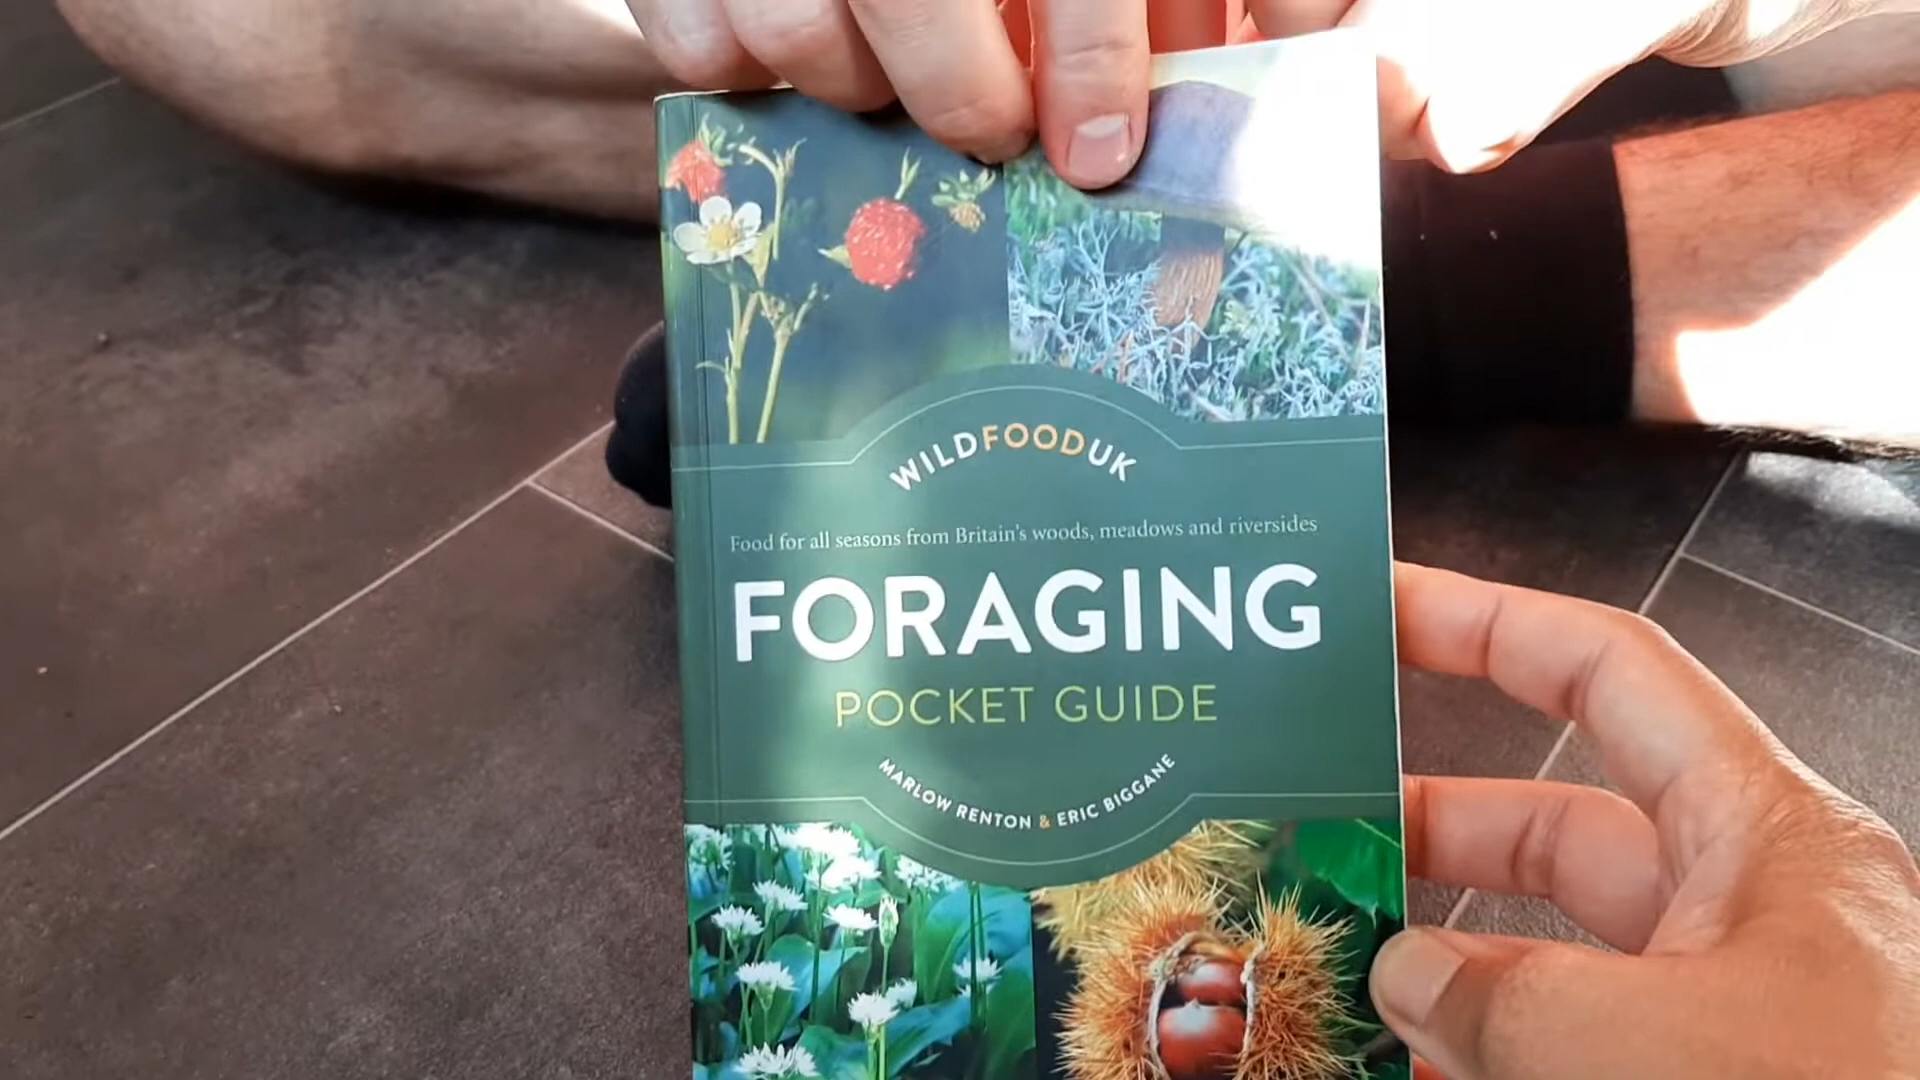 WILDFOODUK
Food for all seasons from Britain's woods, meadows and riversides
FORAGING
POCKET GUIDE
MARLOW RENTON & ERIC BIGGANE